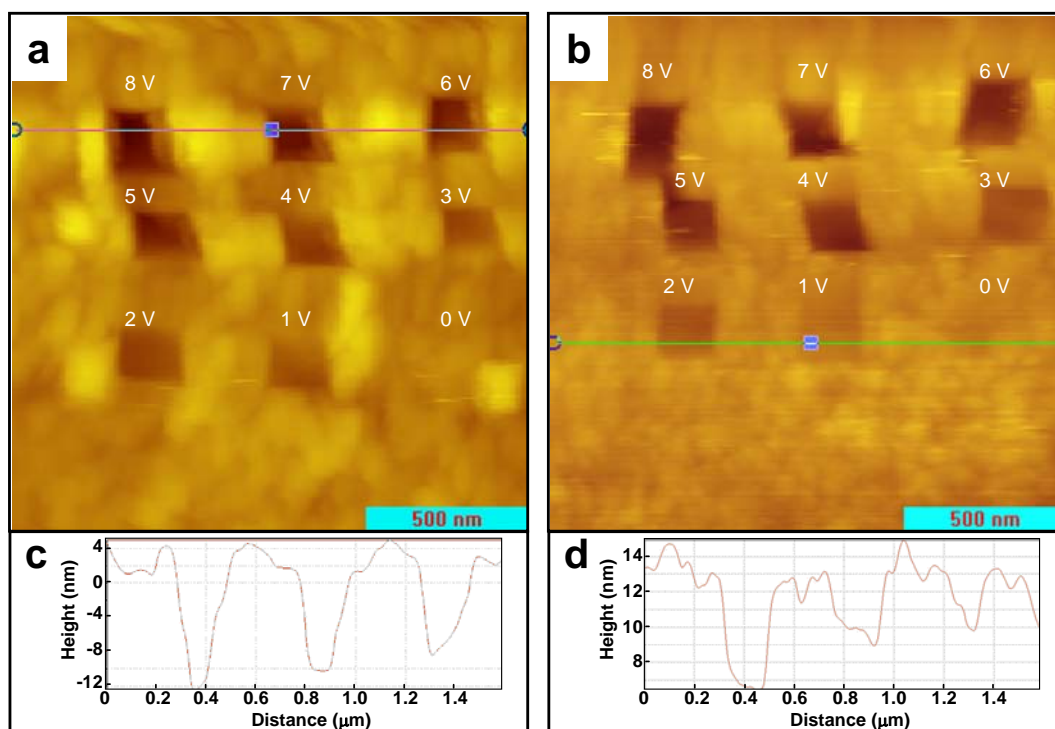 a
8 V 7 V 6 V
5 V 4 V 3 V
2 V 1 V 0 V
500 nm
b
8 V 7 V 6 V
5 V 4 V 3 V
2 V 1 V 0 V
500 nm
c
Height (nm)
4
0
-4
-8
-12
0 0.2 0.4 0.6 0.8 1.0 1.2 1.4
Distance (μm)
d
Height (nm)
14
12
10
8
0 0.2 0.4 0.6 0.8 1.0 1.2 1.4
Distance (μm)